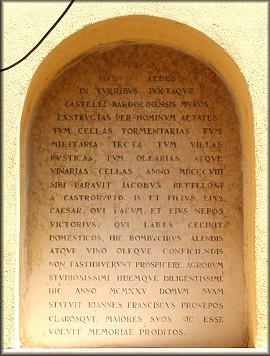 HAS AEDES
IN TVRRIBVS IVXTAQVE
CASTELLI BARDOLINENSIS MVROS
EXSTRVCTAS PER HOMINVM AETATES
TVM CELLAS TORMENTARIAS TVM
MILITARIA TECTA TVM VILLAS
RVSTICAS, TVM OLEARIAS ATQVE
VINARIAS CELLAS ANNO MDCCCVIII
SIBI PARAVIT IACOBVS BETTELONI
A CASTRORVPTO. IS ET FILIVS, EIVS
CAESAR, QVI LACVM, ET EIVS NEPOS
VICTORIVS, QVI LARES CECINIT
DOMESTICOS, HIC BOMBYCIBVS ALENDIS
ATQVE VINO OLEOQVE CONFICIENDIS
NON FASTIDIVERVNT PROSPICERE, AGRORVM
STVDIOSISSIMI IIDEMQVE DILIGENTISSIMI
HIC ANNO MCMXXV DOMVM SVAM
STATVIT IOANNES FRANCISCVS PRONEPOS
CLAROSQVE MAIORES SVOS SIC ESSE
VOLVIT MEMORIAE PRODITOS.